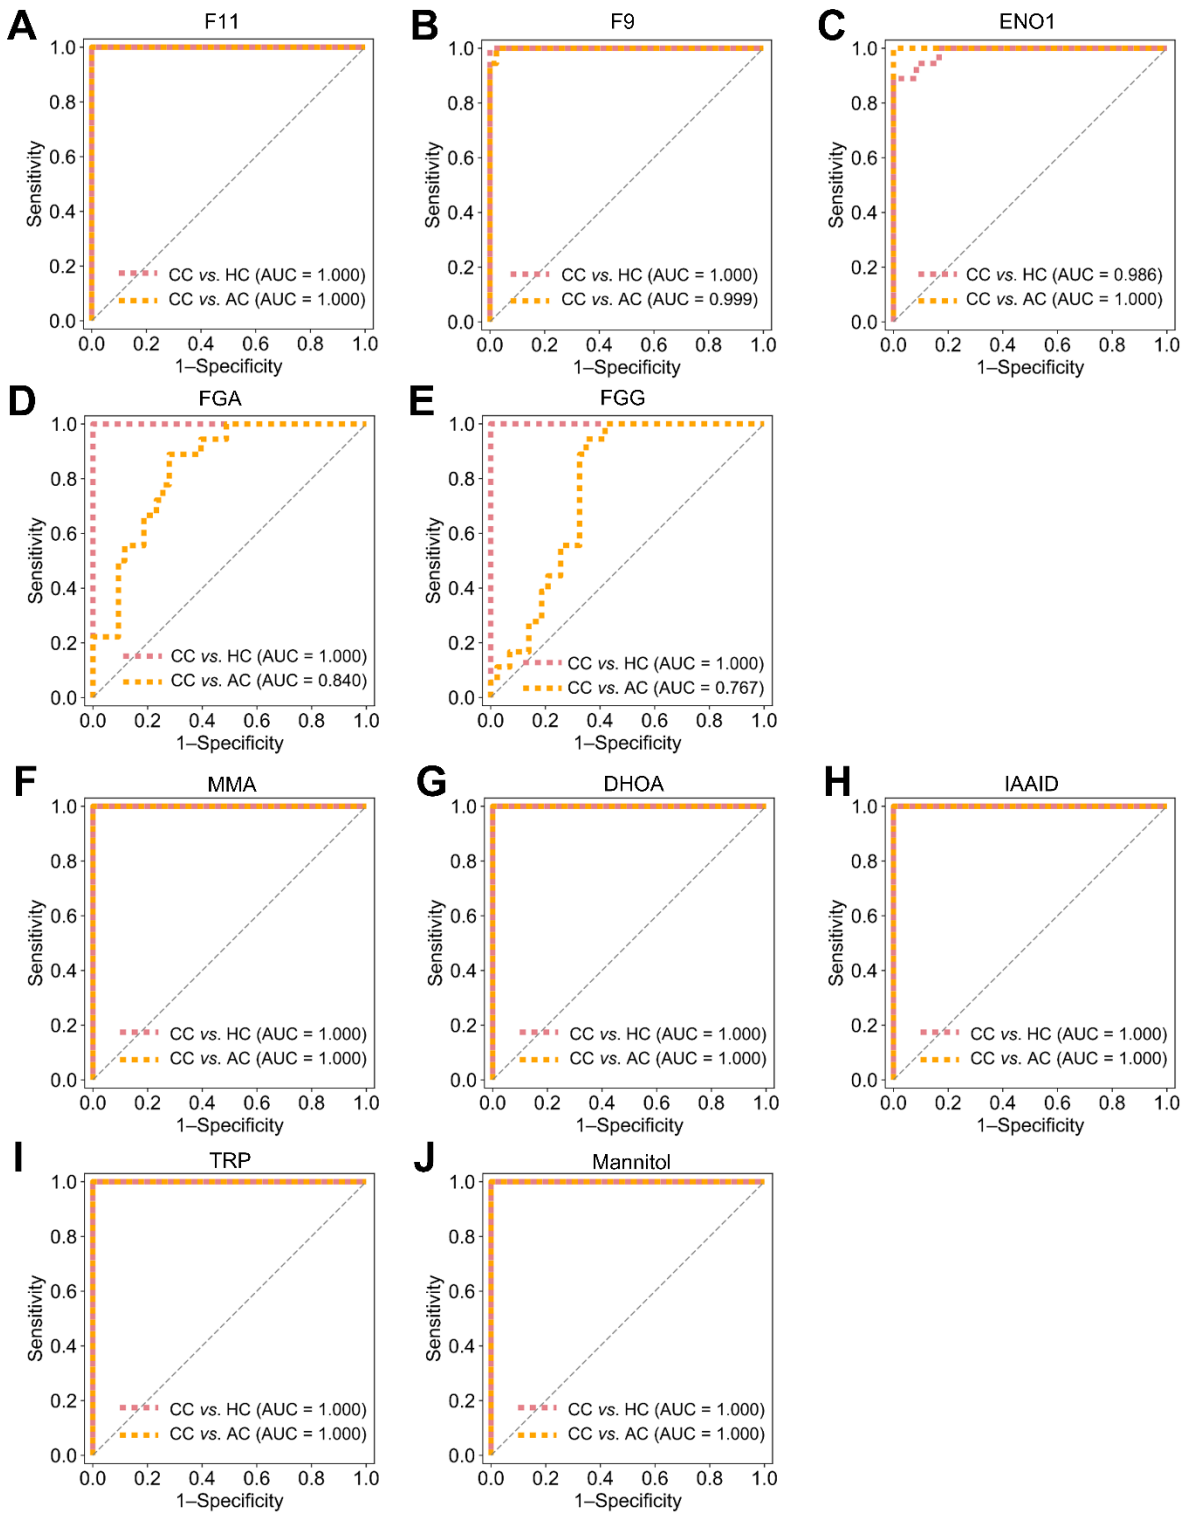 A
F11
Sensitivity
1.0
0.8
0.6
0.4
0.2
0.0
CC vs. HC (AUC = 1.000)
CC vs. AC (AUC = 1.000)
0.0 0.2 0.4 0.6 0.8 1.0
1–Specificity
B
F9
Sensitivity
1.0
0.8
0.6
0.4
0.2
0.0
CC vs. HC (AUC = 1.000)
CC vs. AC (AUC = 0.999)
0.0 0.2 0.4 0.6 0.8 1.0
1–Specificity
C
ENO1
Sensitivity
1.0
0.8
0.6
0.4
0.2
0.0
CC vs. HC (AUC = 0.986)
CC vs. AC (AUC = 1.000)
0.0 0.2 0.4 0.6 0.8 1.0
1–Specificity
D
FGA
Sensitivity
1.0
0.8
0.6
0.4
0.2
0.0
CC vs. HC (AUC = 1.000)
CC vs. AC (AUC = 0.840)
0.0 0.2 0.4 0.6 0.8 1.0
1–Specificity
E
FGG
Sensitivity
1.0
0.8
0.6
0.4
0.2
0.0
CC vs. HC (AUC = 1.000)
CC vs. AC (AUC = 0.767)
0.0 0.2 0.4 0.6 0.8 1.0
1–Specificity
F
MMA
Sensitivity
1.0
0.8
0.6
0.4
0.2
0.0
CC vs. HC (AUC = 1.000)
CC vs. AC (AUC = 1.000)
0.0 0.2 0.4 0.6 0.8 1.0
1–Specificity
G
DHOA
Sensitivity
1.0
0.8
0.6
0.4
0.2
0.0
CC vs. HC (AUC = 1.000)
CC vs. AC (AUC = 1.000)
0.0 0.2 0.4 0.6 0.8 1.0
1–Specificity
H
IAAID
Sensitivity
1.0
0.8
0.6
0.4
0.2
0.0
CC vs. HC (AUC = 1.000)
CC vs. AC (AUC = 1.000)
0.0 0.2 0.4 0.6 0.8 1.0
1–Specificity
I
TRP
Sensitivity
1.0
0.8
0.6
0.4
0.2
0.0
CC vs. HC (AUC = 1.000)
CC vs. AC (AUC = 1.000)
0.0 0.2 0.4 0.6 0.8 1.0
1–Specificity
J
Mannitol
Sensitivity
1.0
0.8
0.6
0.4
0.2
0.0
CC vs. HC (AUC = 1.000)
CC vs. AC (AUC = 1.000)
0.0 0.2 0.4 0.6 0.8 1.0
1–Specificity